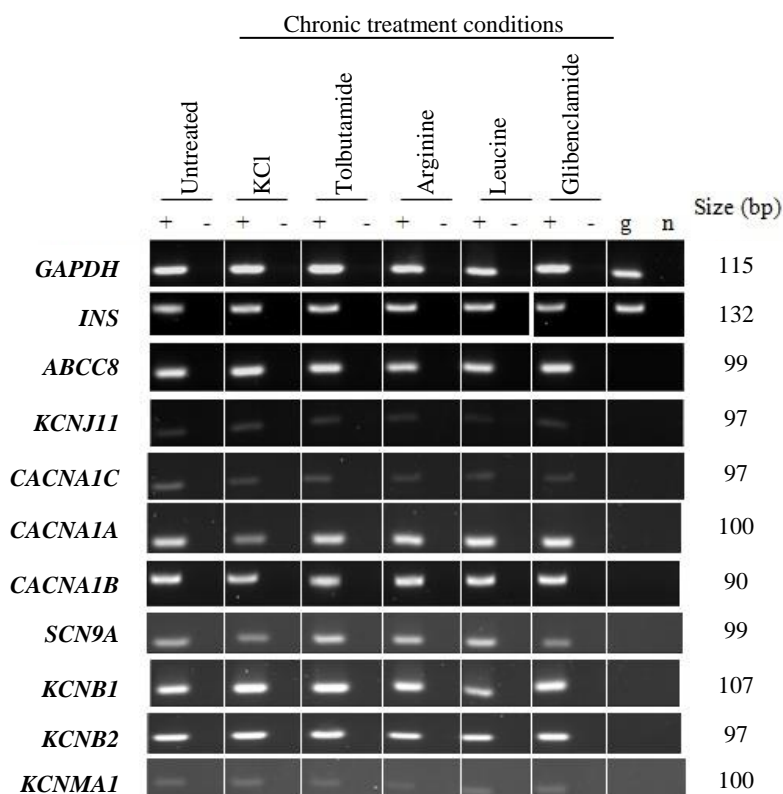 Chronic treatment conditions
Untreated KCl Tolbutamide Arginine Leucine Glibenclamide
Size (bp)
+ - + - + - + - + - + - g n
GAPDH 115
INS 132
ABCC8 99
KCNJ11 97
CACNA1C 97
CACNA1A 100
CACNA1B 90
SCN9A 99
KCNB1 107
KCNB2 97
KCNMA1 100